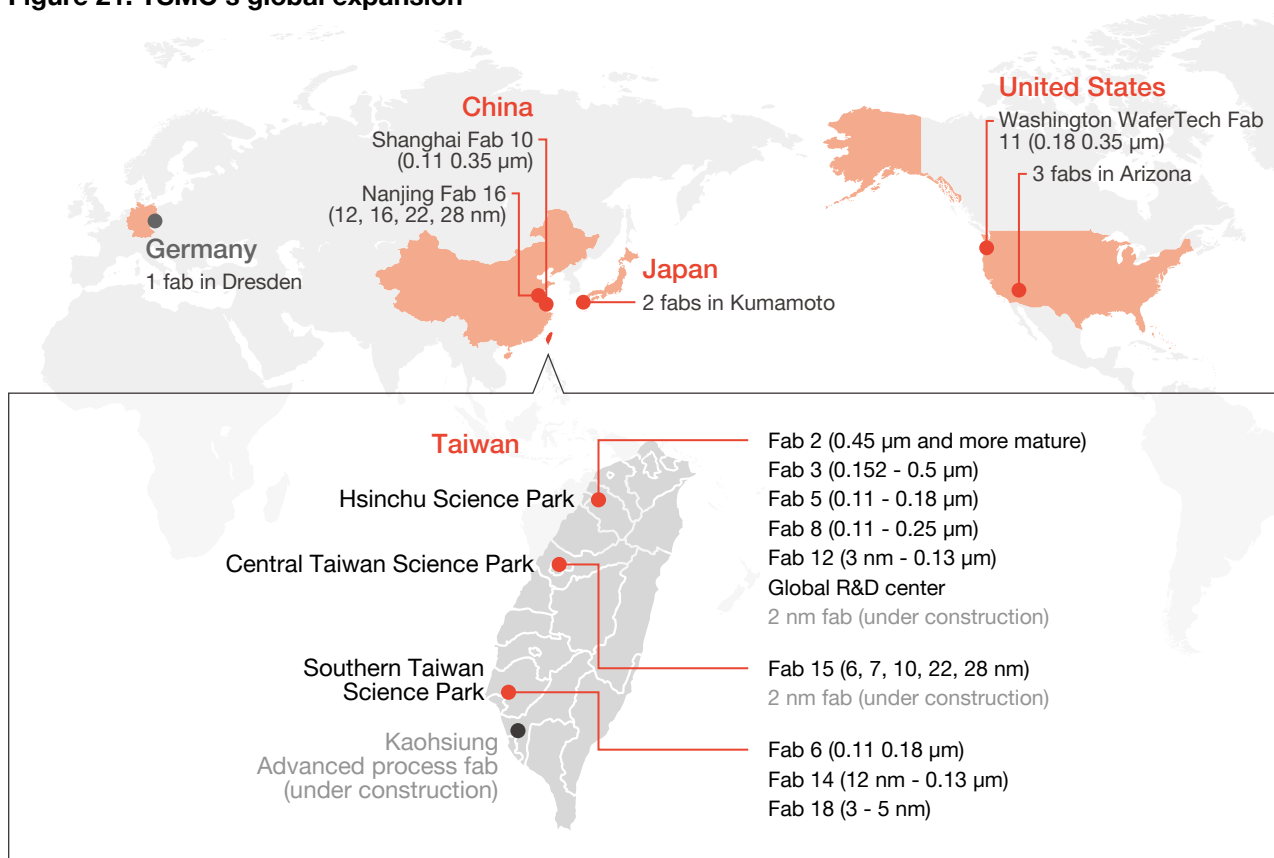 Figure 21: TSMC's global expansion
China
Shanghai Fab 10
(0.11 0.35 µm)
Nanjing Fab 16
(12, 16, 22, 28 nm)
Germany
1 fab in Dresden
Japan
2 fabs in Kumamoto
United States
Washington WaferTech Fab
11 (0.18 0.35 µm)
3 fabs in Arizona
Taiwan
Hsinchu Science Park
Fab 2 (0.45 µm and more mature)
Fab 3 (0.152 - 0.5 µm)
Fab 5 (0.11 - 0.18 µm)
Fab 8 (0.11 - 0.25 µm)
Fab 12 (3 nm - 0.13 µm)
Global R&D center
2 nm fab (under construction)
Central Taiwan Science Park
Fab 15 (6, 7, 10, 22, 28 nm)
2 nm fab (under construction)
Southern Taiwan
Science Park
Fab 6 (0.11 0.18 µm)
Fab 14 (12 nm - 0.13 µm)
Fab 18 (3 - 5 nm)
Kaohsiung
Advanced process fab
(under construction)